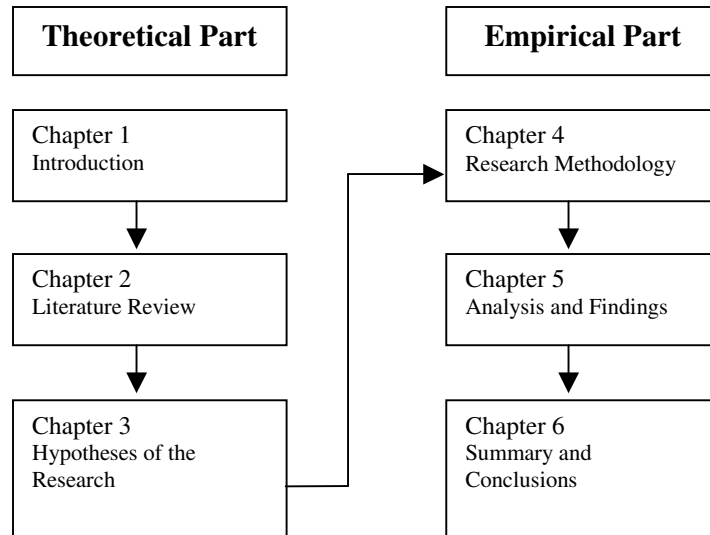 Theoretical Part
Chapter 1
Introduction
Chapter 2
Literature Review
Chapter 3
Hypotheses of the
Research
Empirical Part
Chapter 4
Research Methodology
Chapter 5
Analysis and Findings
Chapter 6
Summary and
Conclusions